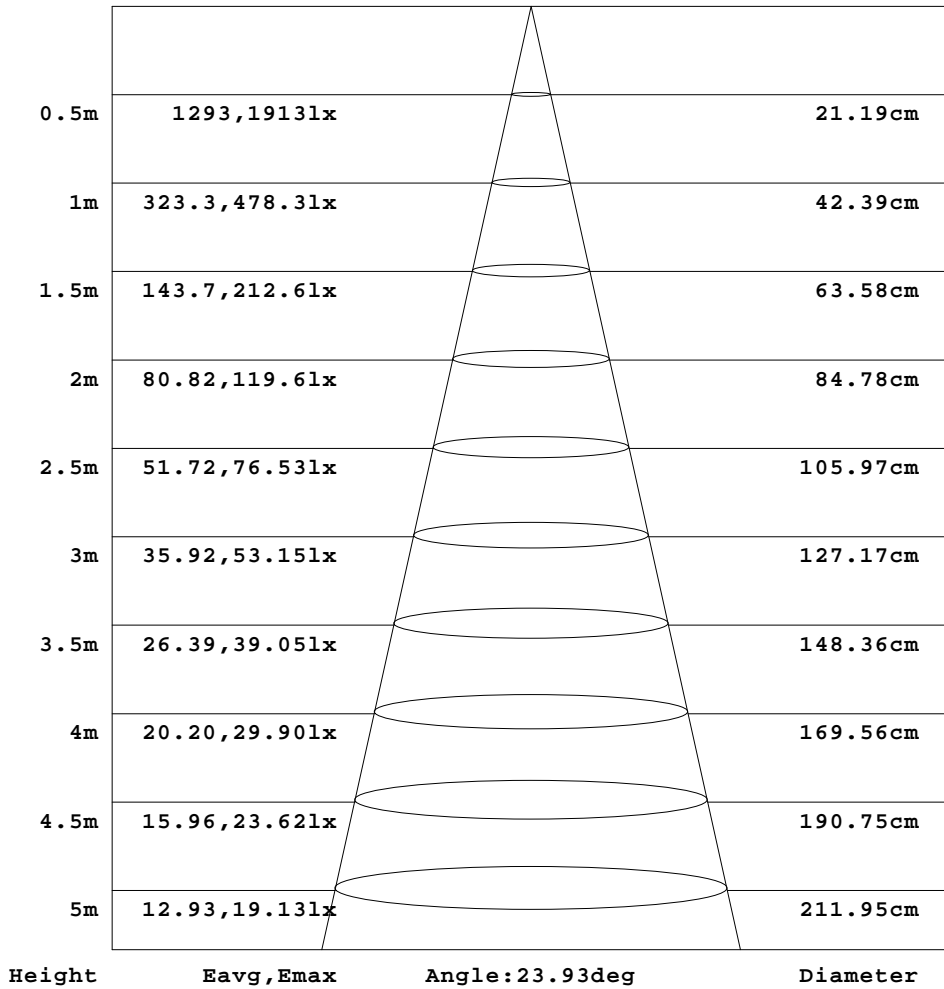 0.5m 1293,1913lx 21.19cm
1m 323.3,478.3lx 42.39cm
1.5m 143.7,212.6lx 63.58cm
2m 80.82,119.6lx 84.78cm
2.5m 51.72,76.53lx 105.97cm
3m 35.92,53.15lx 127.17cm
3.5m 26.39,39.05lx 148.36cm
4m 20.20,29.90lx 169.56cm
4.5m 15.96,23.62lx 190.75cm
5m 12.93,19.13lx 211.95cm
Height Eavg,Emax Angle:23.93deg Diameter